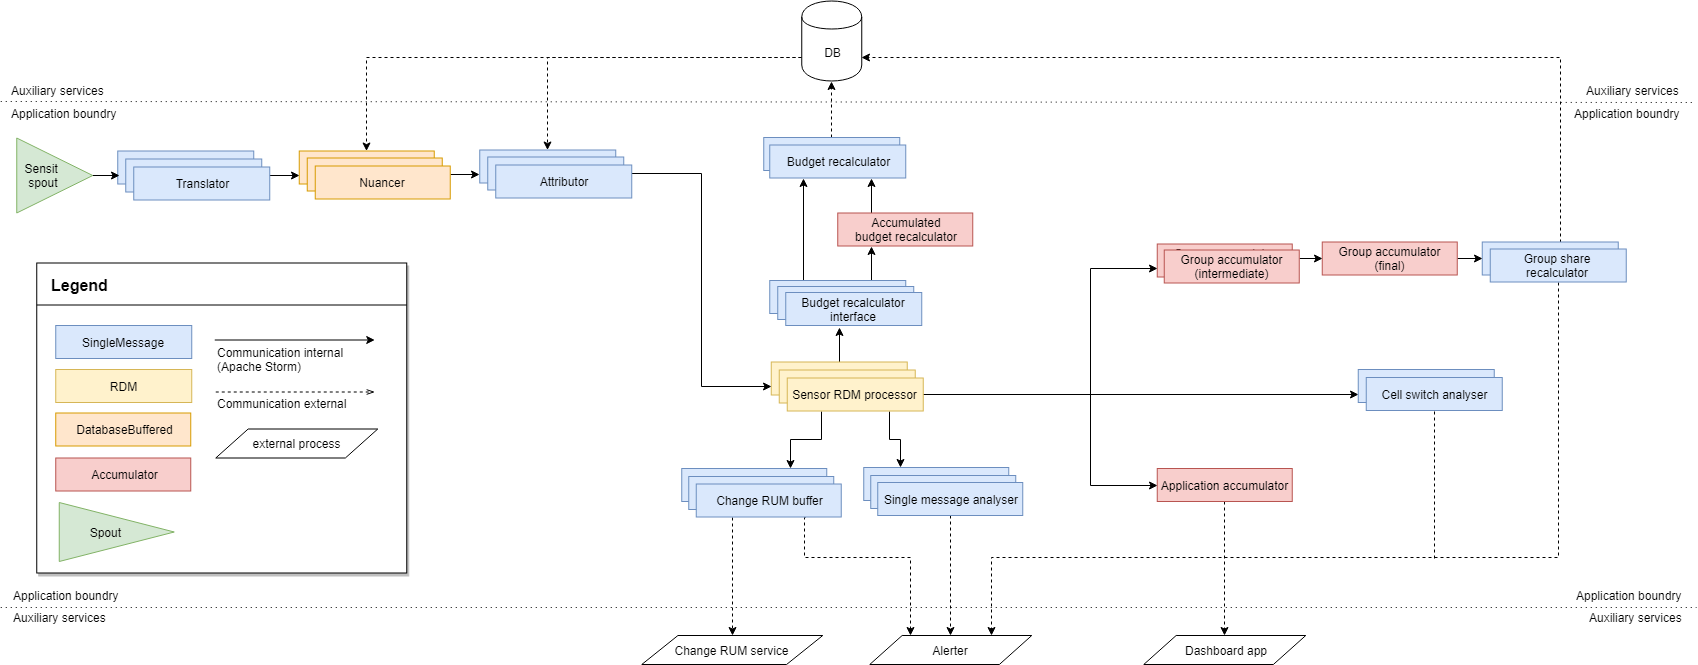 DB
Auxiliary services
Auxiliary services
Application boundry
Application boundry
Sensit
spout
Translator
Nuancer
Attributor
Budget recalculator
Accumulated
budget recalculator
Budget recalculator
interface
Group accumulator
(intermediate)
Group accumulator
(final)
Group share
recalculator
Legend
SingleMessage
Communication internal
(Apache Storm)
RDM
Communication external
DatabaseBuffered
external process
Accumulator
Spout
Sensor RDM processor
Cell switch analyser
Change RUM buffer
Single message analyser
Application accumulator
Application boundry
Application boundry
Auxiliary services
Auxiliary services
Change RUM service
Alerter
Dashboard app